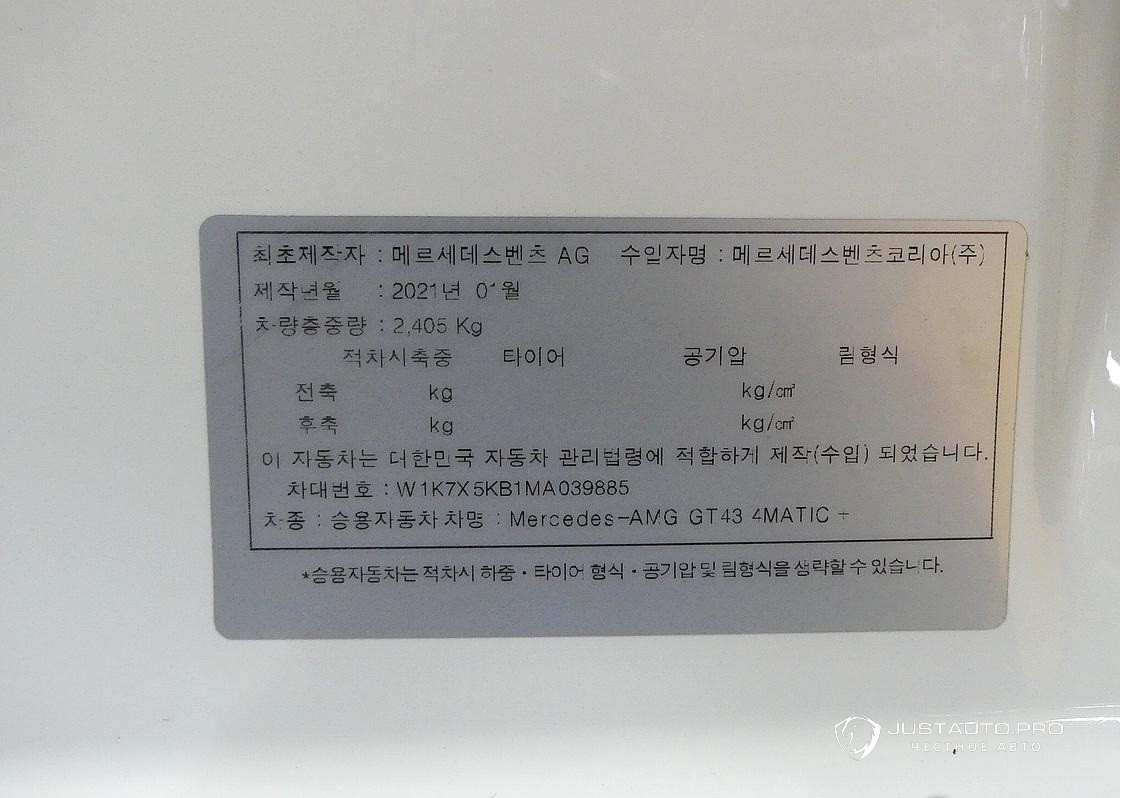 최초제작자 : 메르세데스벤츠 AG 수입자명 : 메르세데스벤츠코리아(주)
제작년월 : 2021년 01월
차량총중량 : 2,405 Kg
적차시축중 타이어 공기압 림형식
전축 kg kg/㎠
후축 kg kg/㎠
이 자동차는 대한민국 자동차 관리법령에 적합하게 제작(수입) 되었습니다.
차대번호 : W1K7X5KB1MA039885
차종 : 승용자동차 차명 : Mercedes-AMG GT43 4MATIC +
*승용자동차는 적차시 하중·타이어 형식·공기압 및 림형식을 생략할 수 있습니다.
JUSTAUTO.PRO
ЧЕСТНОЕ АВТО